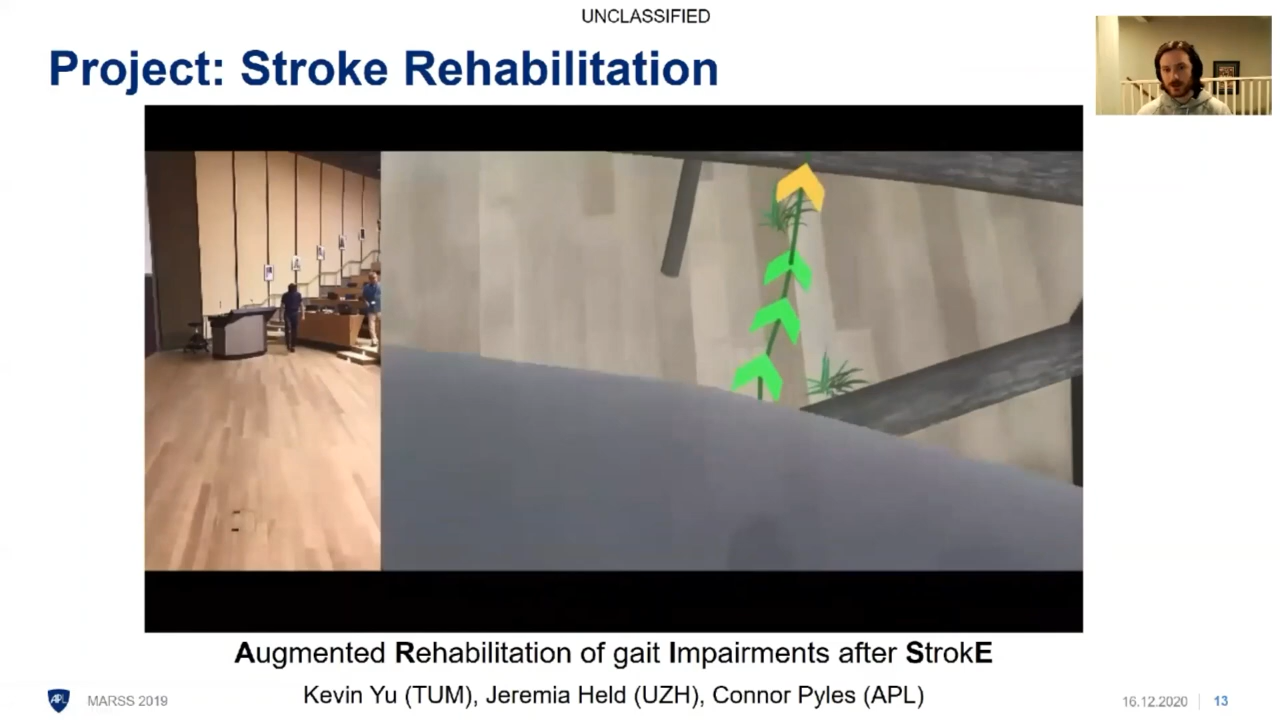 UNCLASSIFIED
Project: Stroke Rehabilitation
Augmented Rehabilitation of gait Impairments after StrokE
Kevin Yu (TUM), Jeremia Held (UZH), Connor Pyles (APL)
APL
MARSS 2019
16.12.2020
13